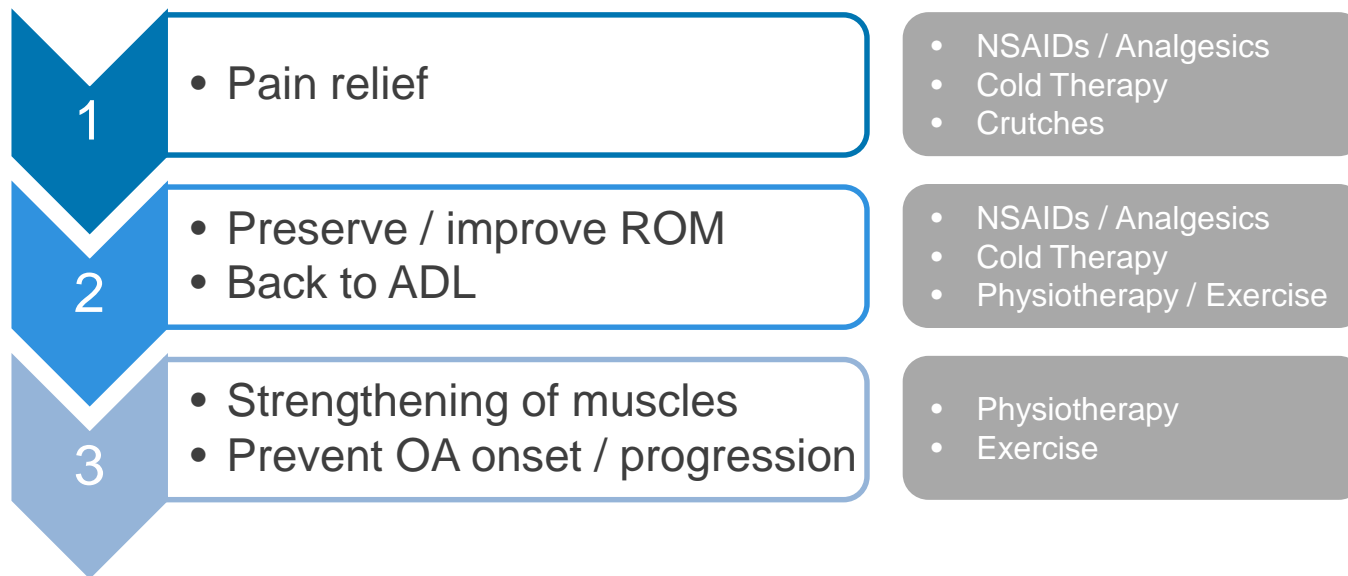 1
• Pain relief
• NSAIDs / Analgesics
• Cold Therapy
• Crutches
2
• Preserve / improve ROM
• Back to ADL
• NSAIDs / Analgesics
• Cold Therapy
• Physiotherapy / Exercise
3
• Strengthening of muscles
• Prevent OA onset / progression
• Physiotherapy
• Exercise